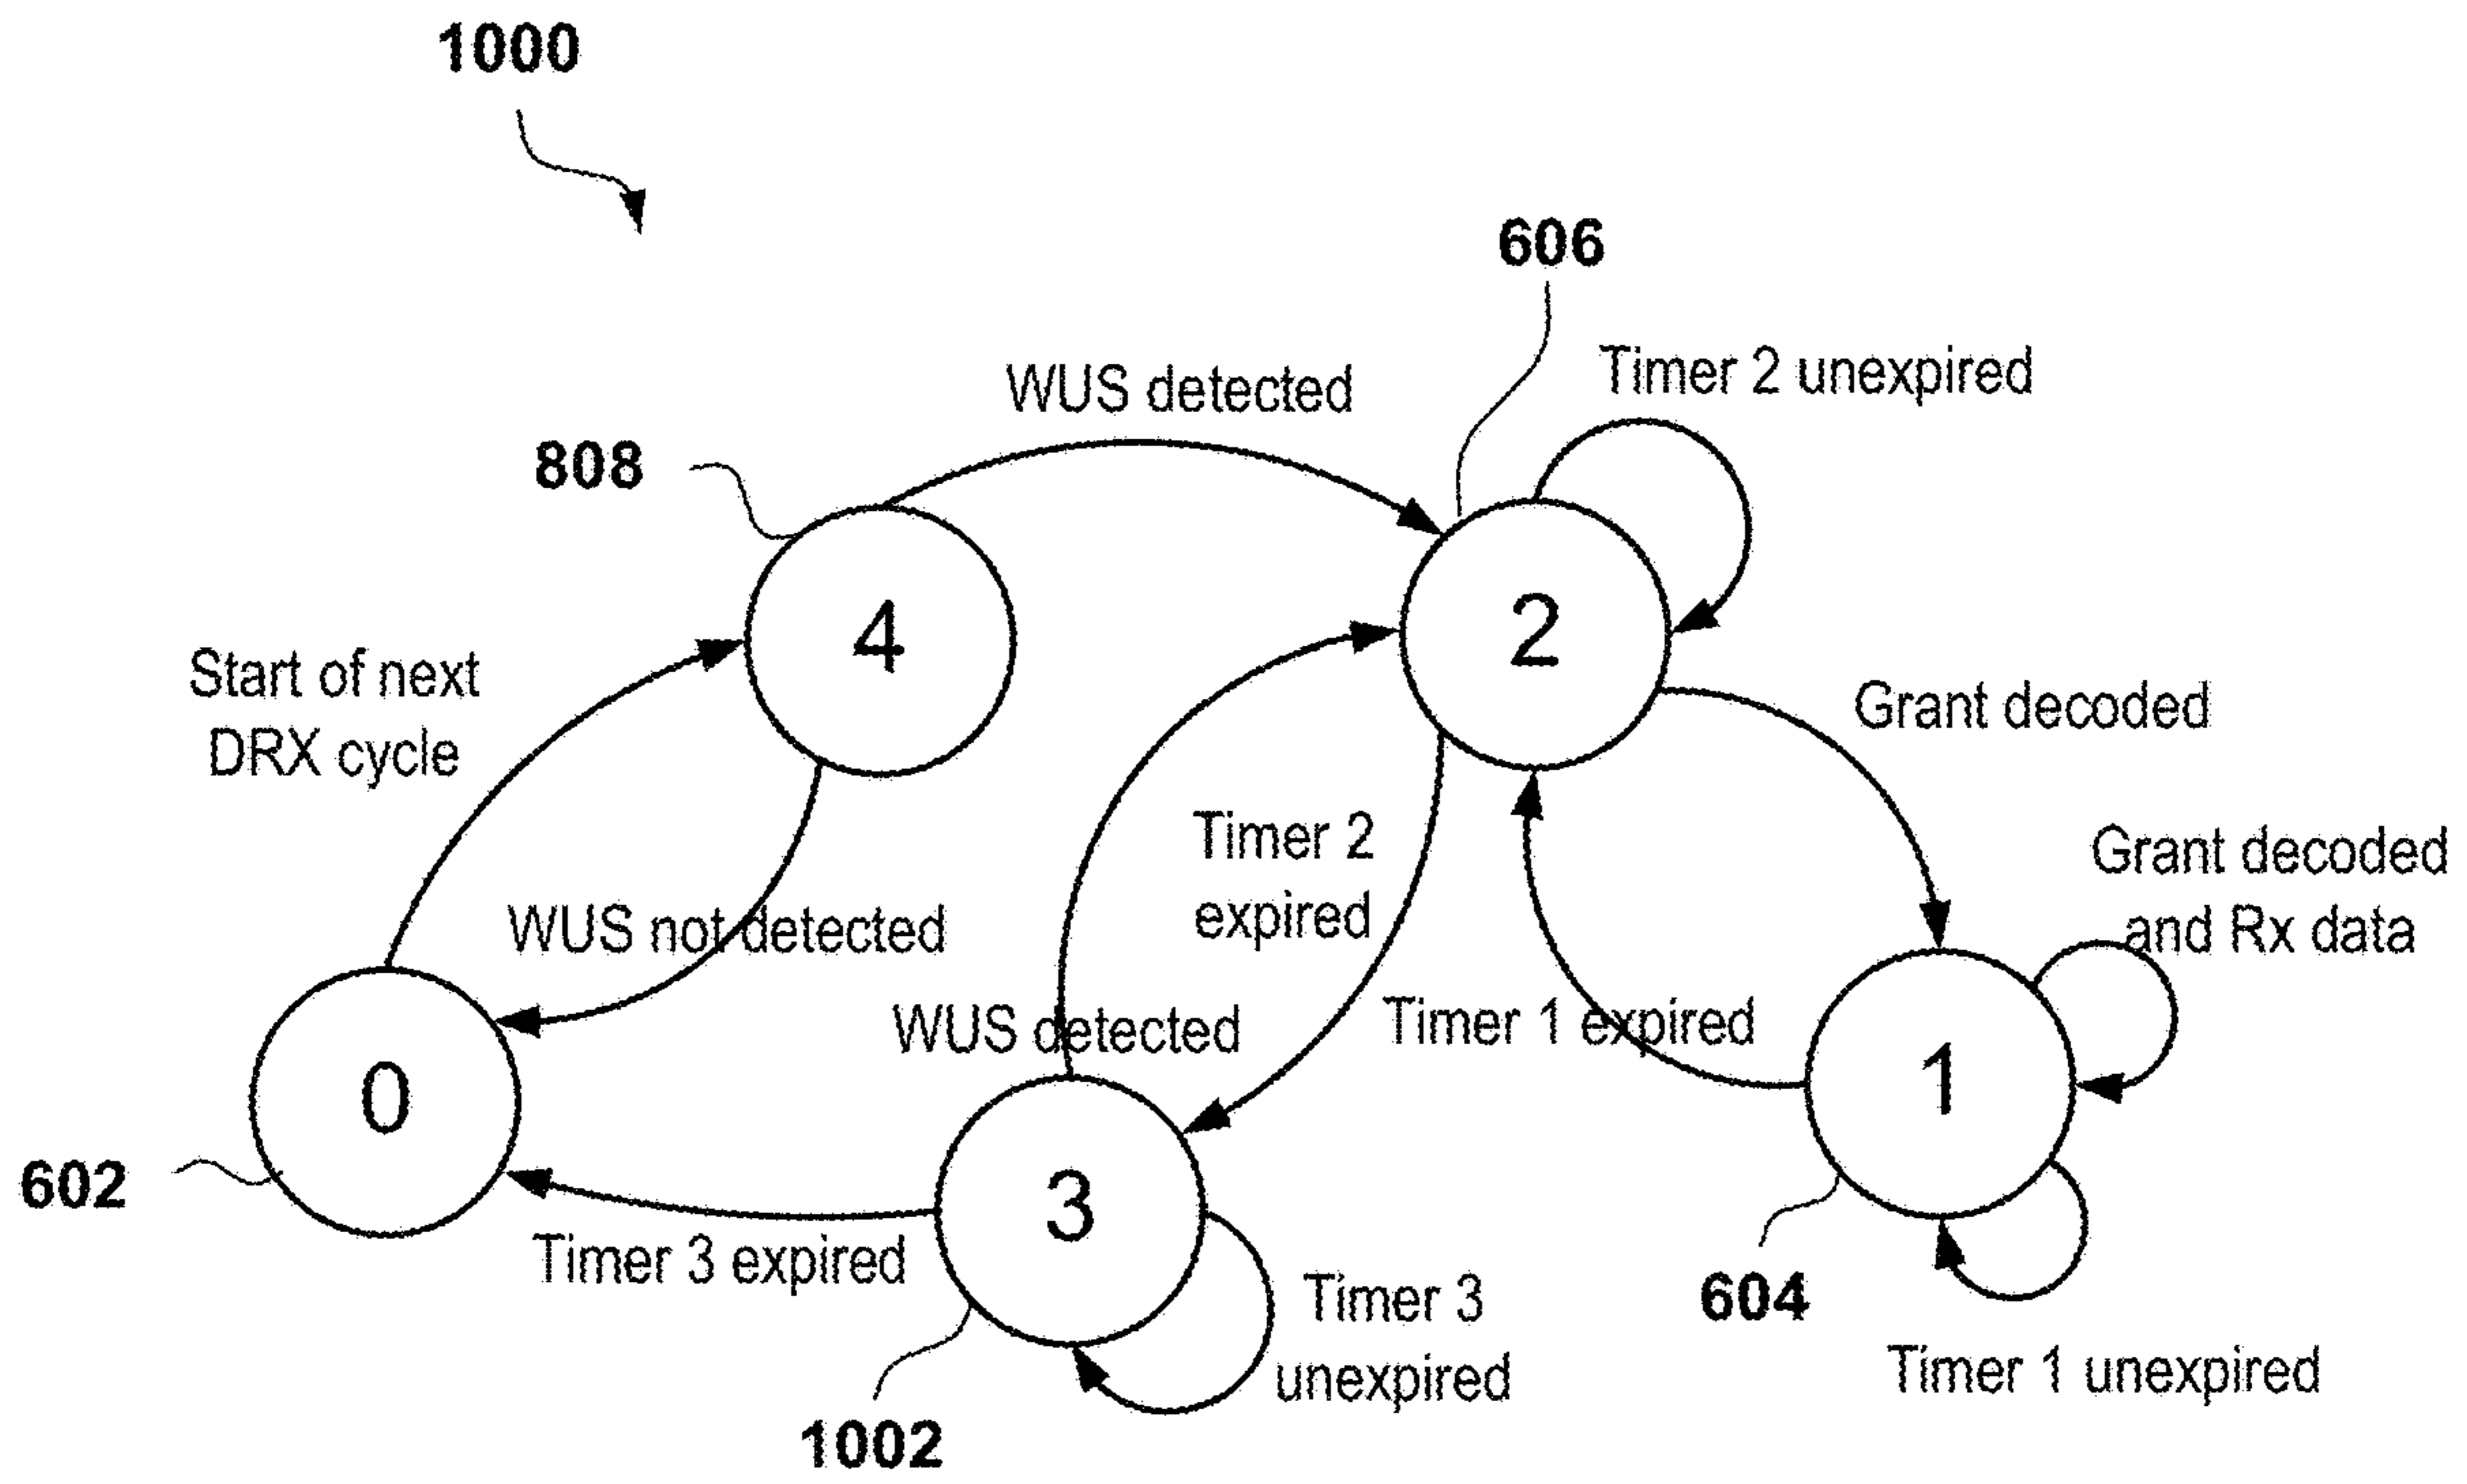 1000
606
Timer 2 unexpired
WUS detected
808
4
2
Start of next
DRX cycle
Grant decoded
Timer 2
expired
Grant decoded
and Rx data
WUS not detected
WUS detected
Timer 1 expired
0
1
3
602
Timer 3 expired
Timer 3
unexpired
604
Timer 1 unexpired
1002